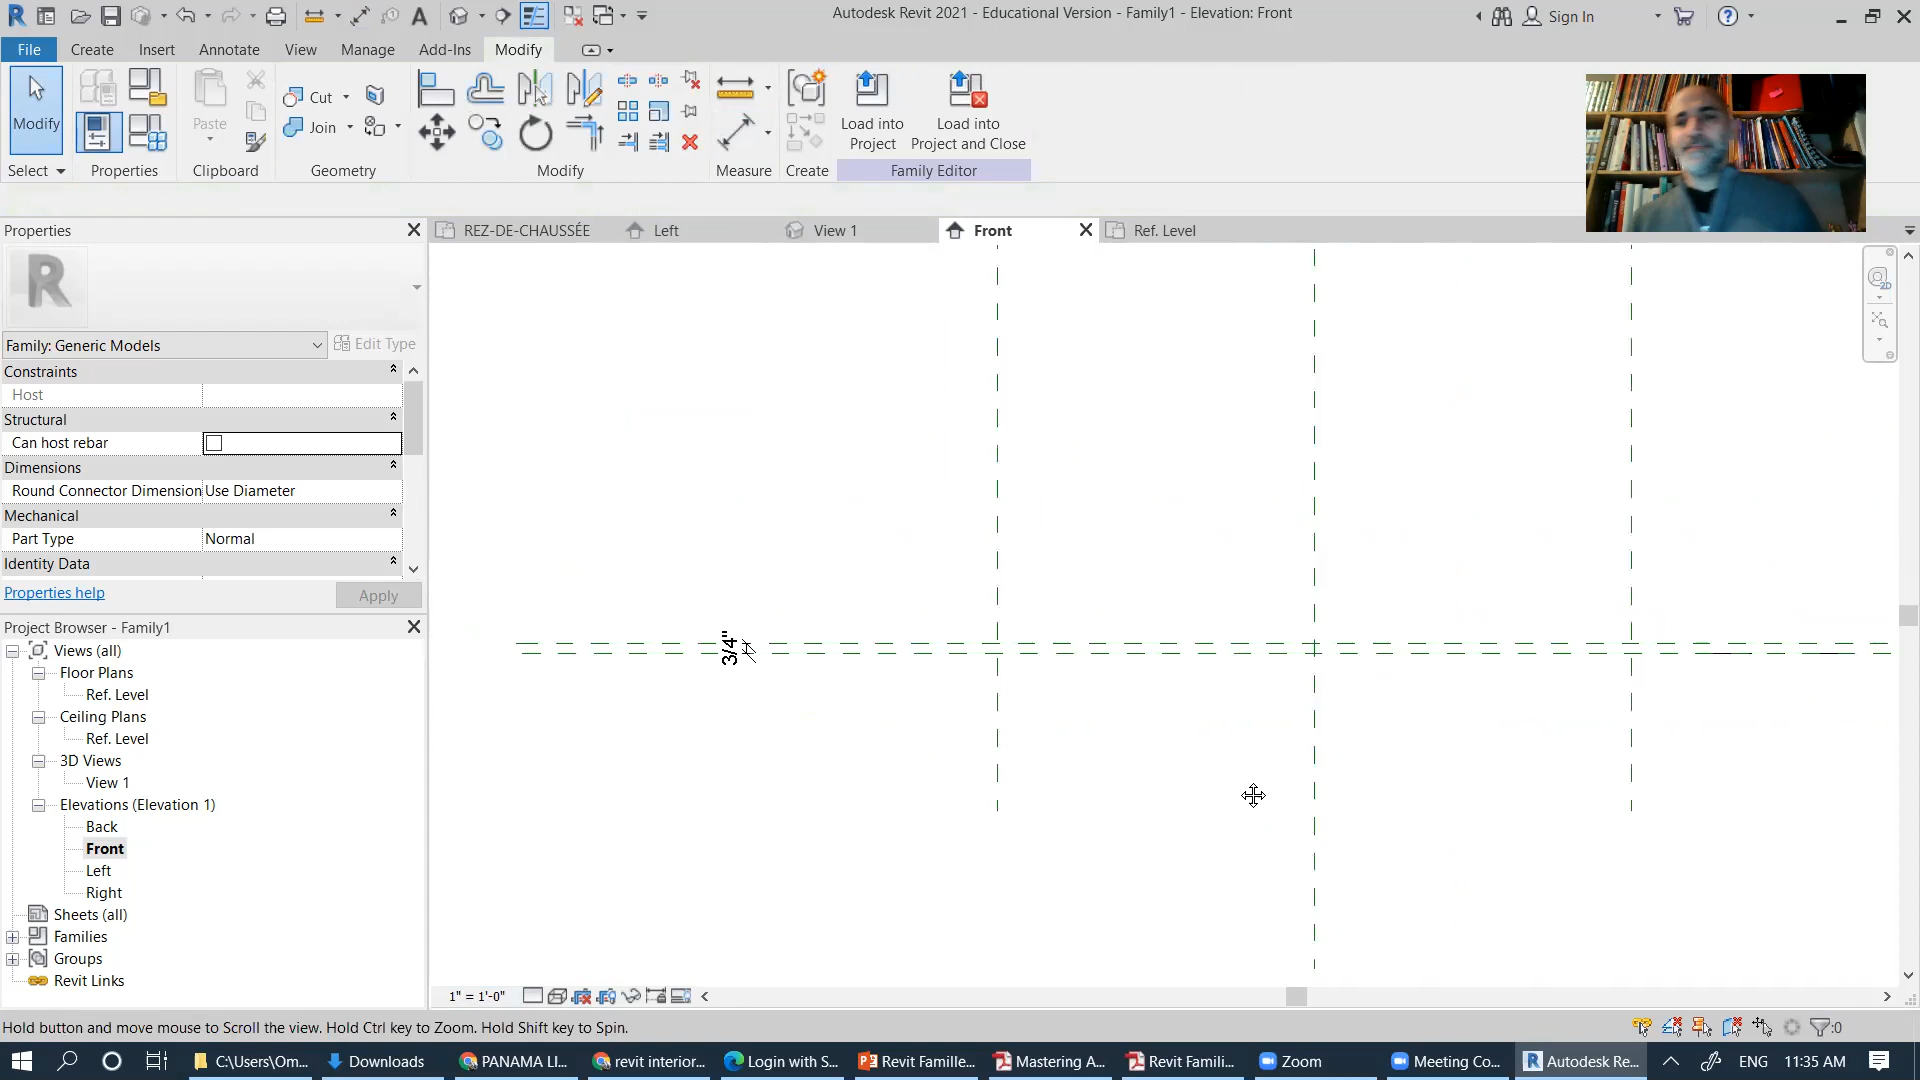 Autodesk Revit 2021 - Educational Version - Family1 - Elevation: Front
Sign In
File Create Insert Annotate View Manage Add-Ins Modify
Modify
Paste
Cut
Join
Load into Project
Load into Project and Close
Select Properties Clipboard Geometry Modify Measure Create Family Editor
Properties
REZ-DE-CHAUSSÉE Left View 1 Front Ref. Level
R
2D
Family: Generic Models Edit Type
Constraints
Host
Structural
Can host rebar
Dimensions
Round Connector Dimension Use Diameter
Mechanical
Part Type Normal
Identity Data
Properties help Apply
3/4"
Project Browser - Family1
Views (all)
Floor Plans
Ref. Level
Ceiling Plans
Ref. Level
3D Views
View 1
Elevations (Elevation 1)
Back
Front
Left
Right
Sheets (all)
Families
Groups
Revit Links
1" = 1'-0"
Hold button and move mouse to Scroll the view. Hold Ctrl key to Zoom. Hold Shift key to Spin.
:0
C:\Users\Om... Downloads PANAMA LI... revit interior... Login with S... Revit Famille... Mastering A... Revit Famili... Zoom Meeting Co... Autodesk Re... ENG 11:35 AM